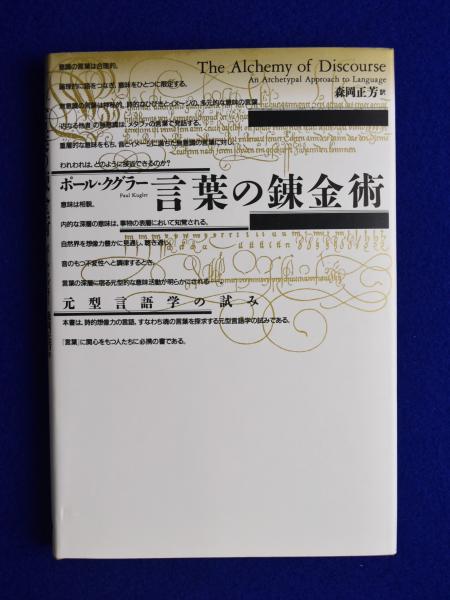 The Alchemy of Discourse
An Archetypal Approach to Language
森岡正芳 訳
意識の言葉は合理的。
論理的に語をつなぎ、意味をひとつに限定する。
無意識の言葉は神秘的。詩的なひびきとイメージの、多元的な意味の言葉。
"内なる他者"の無意識は、メタファの言葉で発話する。
重層的な意味をもち、音とイメージに満ちた無意識の言葉に対し、
われわれは、どのように接近できるのか?
ポール・クグラー
Paul Kugler
言葉の錬金術
意味は相貌。
内的な深層の意味は、事物の表層において知覚される。
自然界を想像力豊かに見通し、聴き通し、
音のもつ不変性へと調律するとき、
言葉の深層に宿る元型的な意味活動が明らかにされる
元型言語学の試み
本書は、詩的想像力の言語、すなわち魂の言葉を探求する元型言語学の試みである。
「言葉」に関心をもつ人たちに必携の書である。